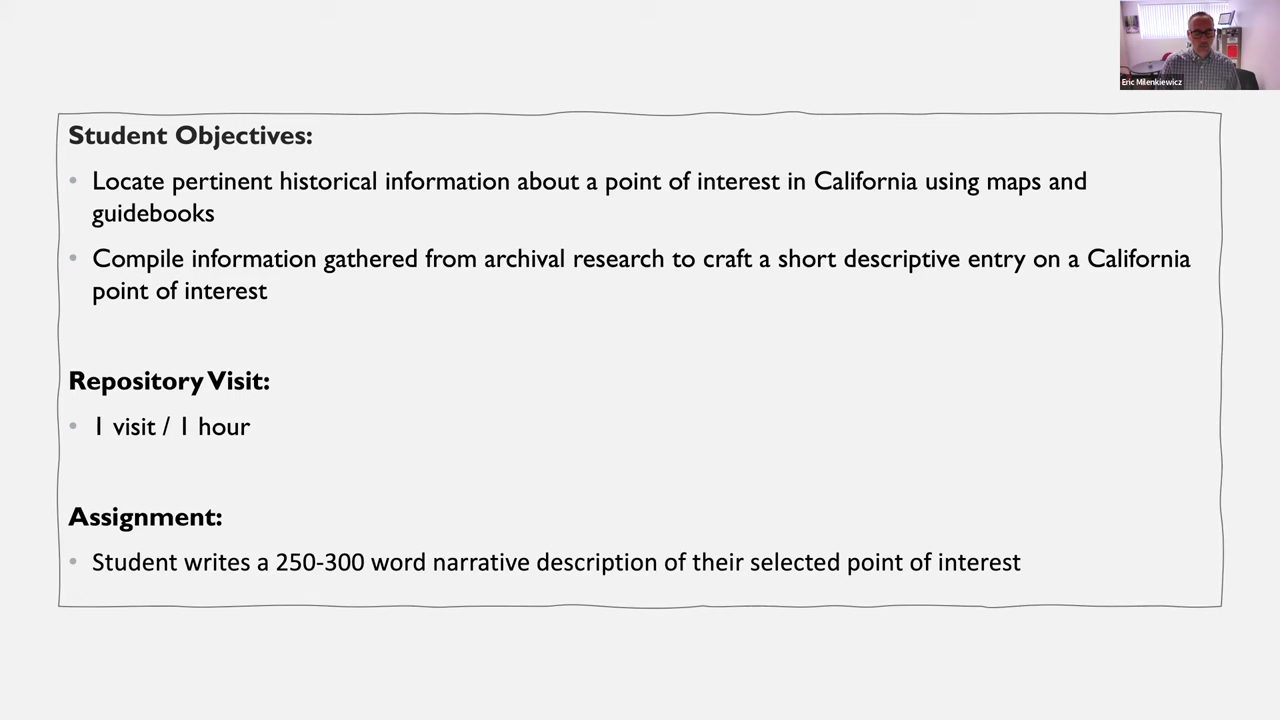 Eric Milenkiewicz
Student Objectives:
• Locate pertinent historical information about a point of interest in California using maps and
guidebooks
• Compile information gathered from archival research to craft a short descriptive entry on a California
point of interest
Repository Visit:
• 1 visit / 1 hour
Assignment:
• Student writes a 250-300 word narrative description of their selected point of interest